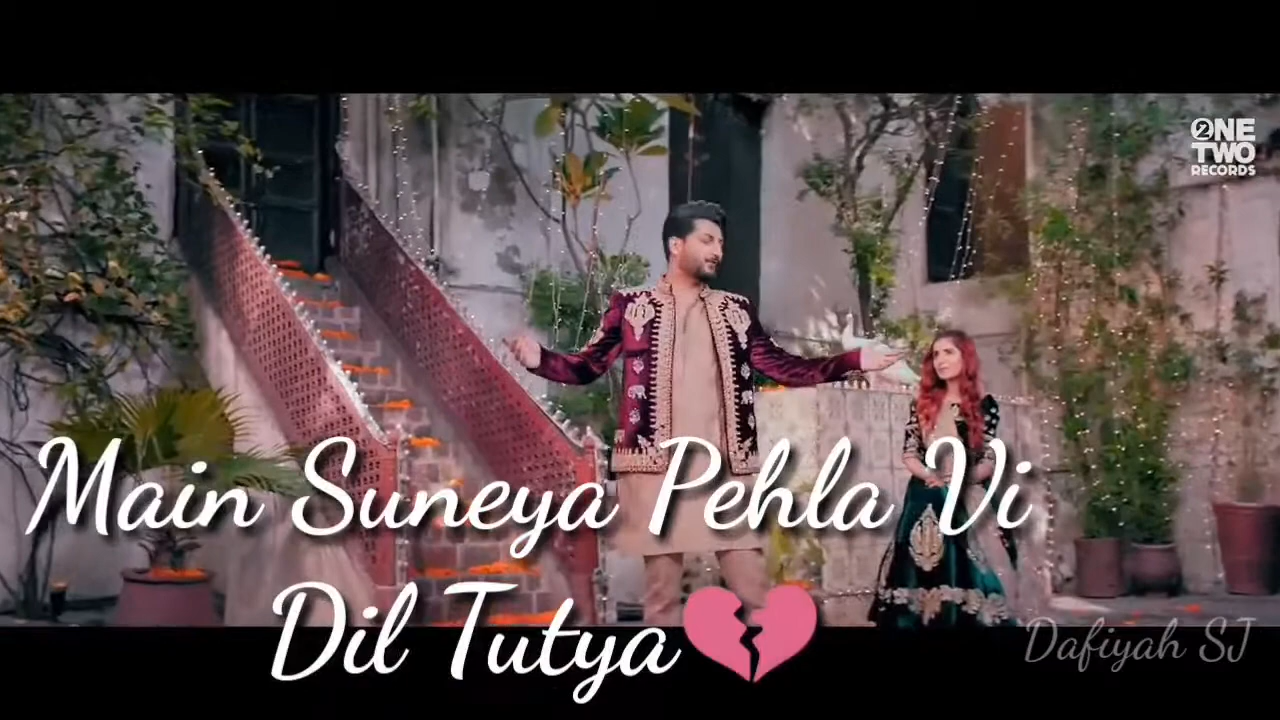 ONE
TWO
RECORDS
Main Suneya Pehla Vi
Dil Tutya💔
Dafiyah SJ